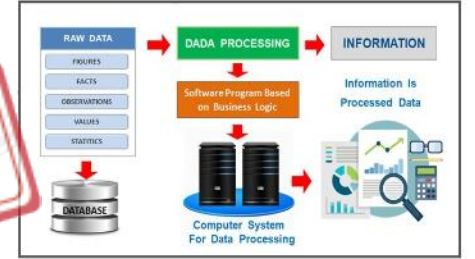 RAW DATA
FIGURES
FACTS
OBSERVATIONS
VALUES
STATITICS
DATABASE
DADA PROCESSING
Software Program Based
on Business Logic
Computer System
For Data Processing
INFORMATION
Information Is
Processed Data